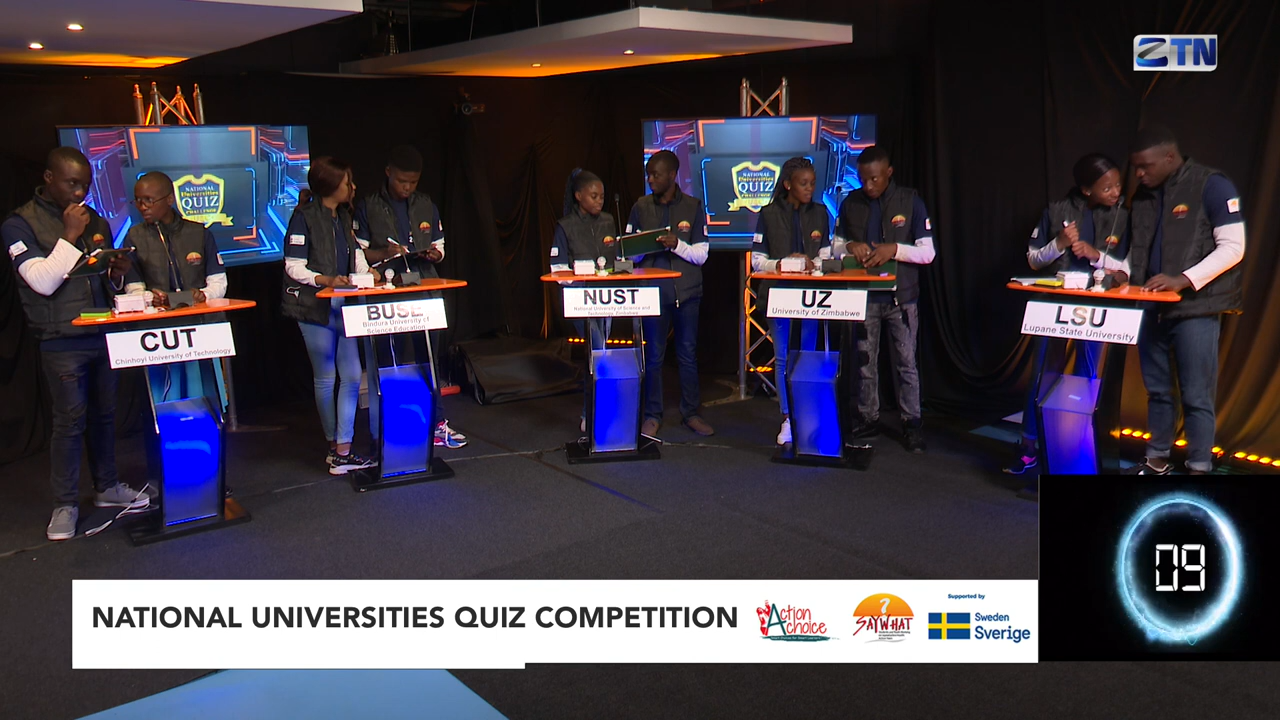 ZTN
NATIONAL
Universities
QUIZ
CHALLENGE
NATIONAL
Universities
QUIZ
CHALLENGE
CUT
Chinhoyi University of Technology
BUSE
Bindura University of
Science Education
NUST
National University of Science and
Technology Zimbabwe
UZ
University of Zimbabwe
LSU
Lupane State University
09
NATIONAL UNIVERSITIES QUIZ COMPETITION
Action
4choice
?
SAYWHAT
Supported by
Sweden
Sverige